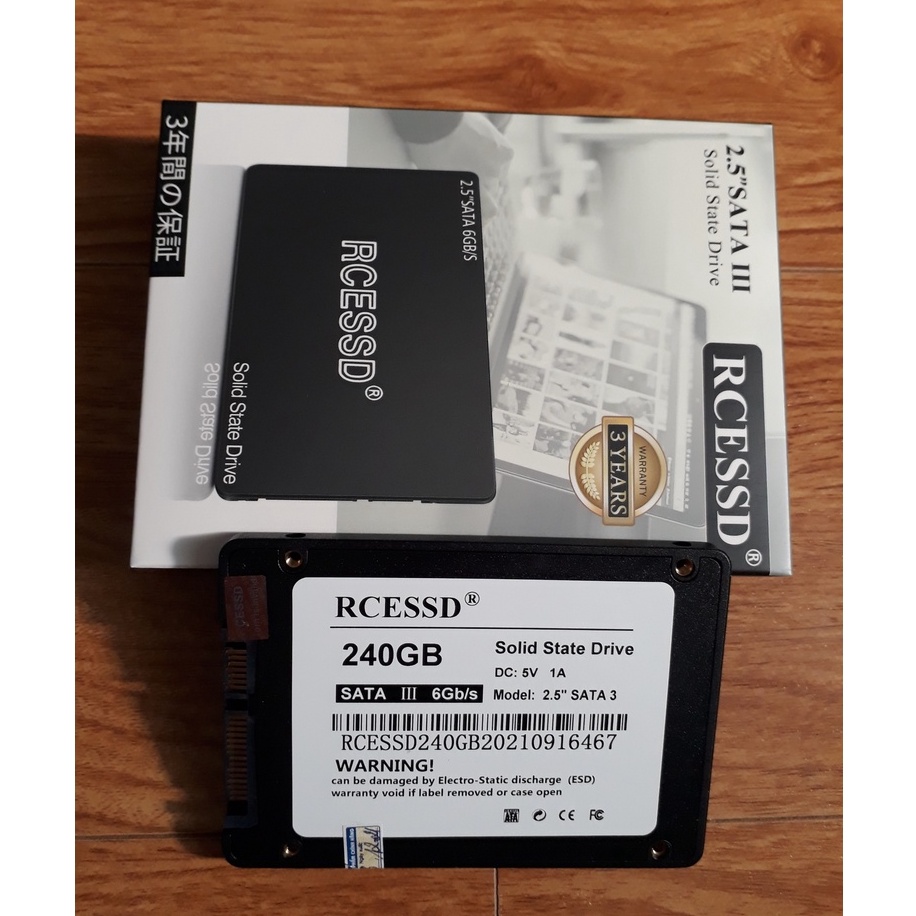 2.5"SATA III
Solid State Drive
RCESSD®
WARRANTY
3 YEARS
2.5"SATA 6GB/S
RCESSD®
Solid State Drive
Solid State Drive
3年間の保証
RCESSD
RCESSD®
240GB
Solid State Drive
DC: 5V 1A
SATA III 6Gb/s
Model: 2.5" SATA 3
RCESSD240GB20210916467
WARNING!
can be damaged by Electro-Static discharge (ESD)
warranty void if label removed or case open
SATA
CE FC